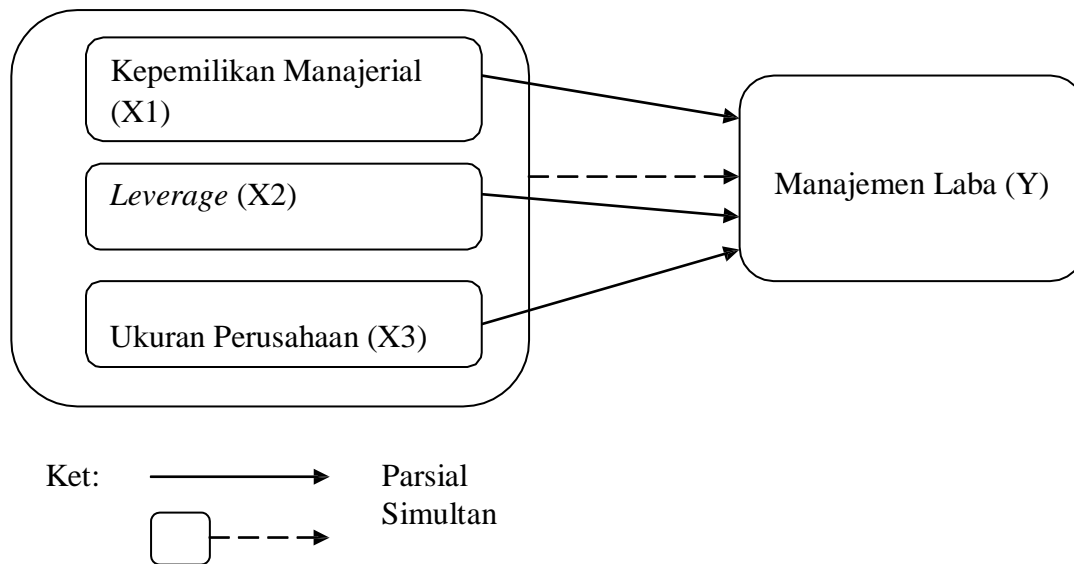 Kepemilikan Manajerial
(X1)
Leverage (X2)
Manajemen Laba (Y)
Ukuran Perusahaan (X3)
Ket:
Parsial
Simultan